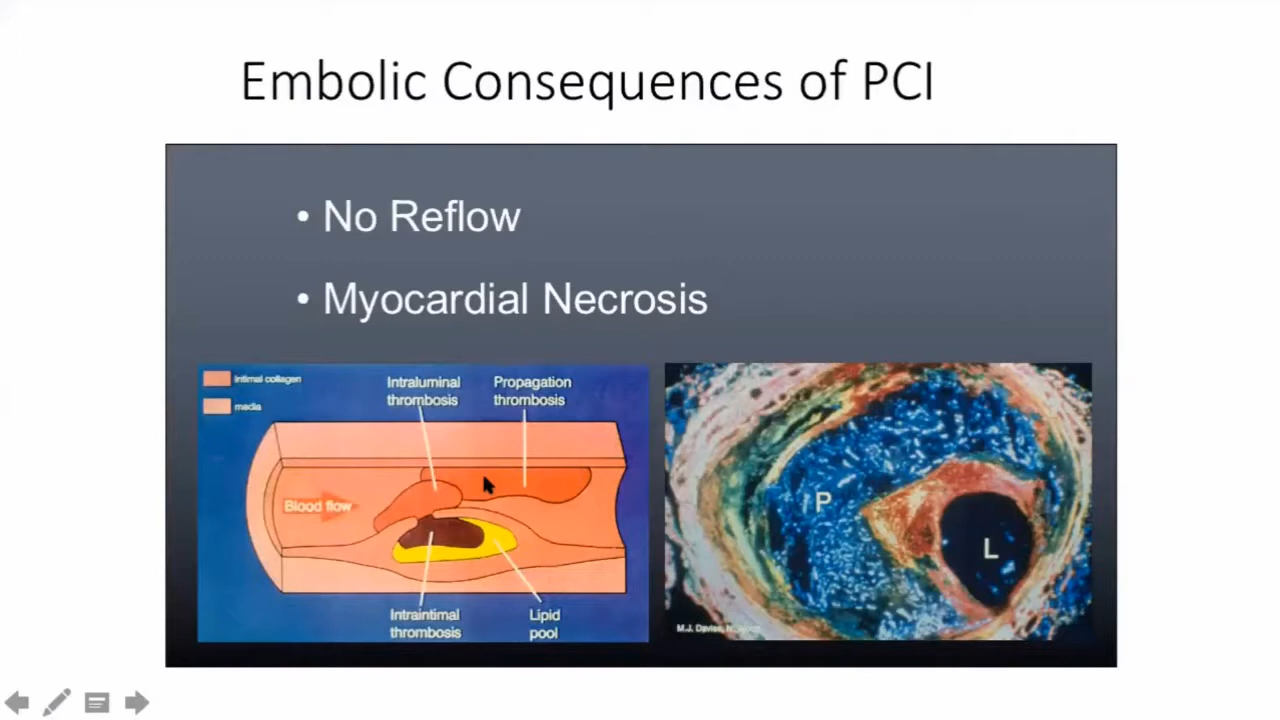 Embolic Consequences of PCI
• No Reflow
• Myocardial Necrosis
intimal collagen
media
Intraluminal
thrombosis
Propagation
thrombosis
Blood flow
Intraintimal
thrombosis
Lipid
pool
P
L
M.J. Davies,